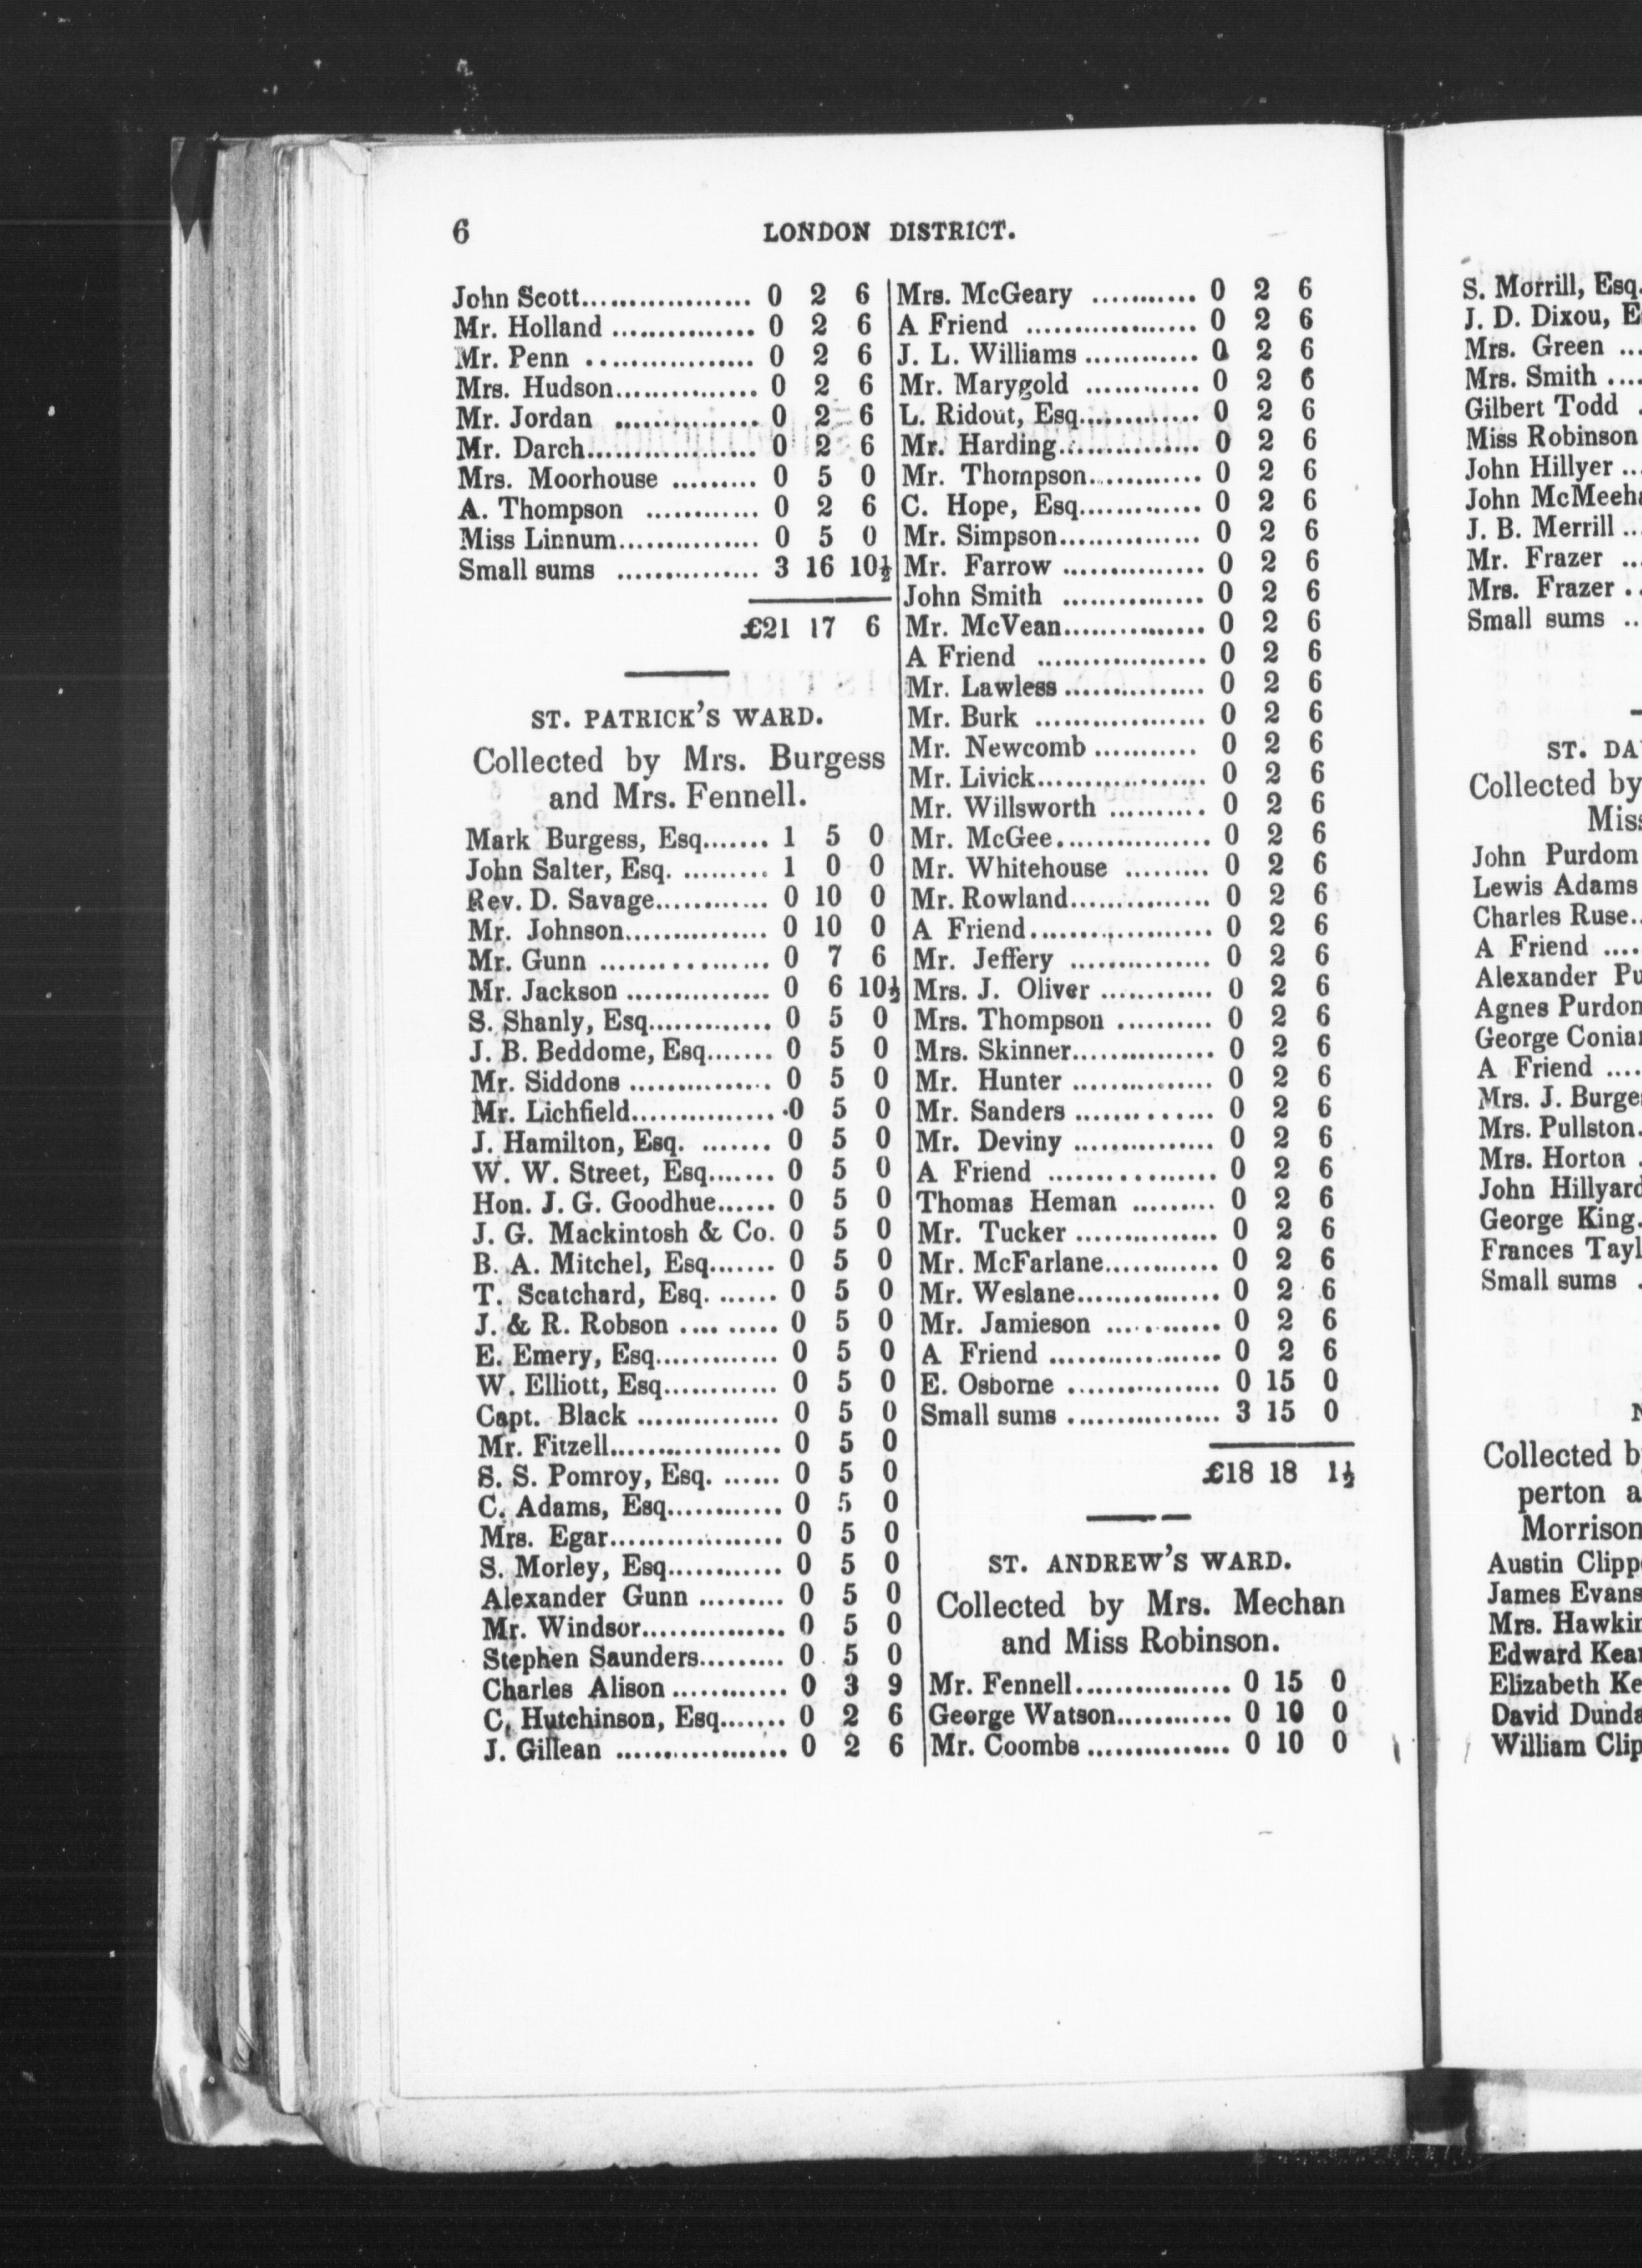 6 LONDON DISTRICT.
John Scott.................. 0 2 6
Mr. Holland ............... 0 2 6
Mr. Penn .................. 0 2 6
Mrs. Hudson............... 0 2 6
Mr. Jordan ............... 0 2 6
Mr. Darch.................. 0 2 6
Mrs. Moorhouse ......... 0 5 0
A. Thompson ............ 0 2 6
Miss Linnum............... 0 5 0
Small sums ............... 3 16 10½
£21 17 6
ST. PATRICK'S WARD.
Collected by Mrs. Burgess
and Mrs. Fennell.
Mark Burgess, Esq....... 1 5 0
John Salter, Esq. ......... 1 0 0
Rev. D. Savage............ 0 10 0
Mr. Johnson............... 0 10 0
Mr. Gunn .................. 0 7 6
Mr. Jackson ............... 0 6 10½
S. Shanly, Esq............. 0 5 0
J. B. Beddome, Esq....... 0 5 0
Mr. Siddons ............... 0 5 0
Mr. Lichfield............... 0 5 0
J. Hamilton, Esq. ....... 0 5 0
W. W. Street, Esq....... 0 5 0
Hon. J. G. Goodhue...... 0 5 0
J. G. Mackintosh & Co. 0 5 0
B. A. Mitchel, Esq....... 0 5 0
T. Scatchard, Esq. ...... 0 5 0
J. & R. Robson .... ..... 0 5 0
E. Emery, Esq............. 0 5 0
W. Elliott, Esq............ 0 5 0
Capt. Black ............... 0 5 0
Mr. Fitzell.................. 0 5 0
S. S. Pomroy, Esq. ...... 0 5 0
C. Adams, Esq............ 0 5 0
Mrs. Egar.................. 0 5 0
S. Morley, Esq............ 0 5 0
Alexander Gunn ......... 0 5 0
Mr. Windsor............... 0 5 0
Stephen Saunders......... 0 5 0
Charles Alison ............ 0 3 9
C. Hutchinson, Esq....... 0 2 6
J. Gillean .................. 0 2 6
Mrs. McGeary ........... 0 2 6
A Friend .................. 0 2 6
J. L. Williams ............ 0 2 6
Mr. Marygold ............ 0 2 6
L. Ridout, Esq............ 0 2 6
Mr. Harding............... 0 2 6
Mr. Thompson............ 0 2 6
C. Hope, Esq............. 0 2 6
Mr. Simpson............... 0 2 6
Mr. Farrow ............... 0 2 6
John Smith ............... 0 2 6
Mr. McVean............... 0 2 6
A Friend .................. 0 2 6
Mr. Lawless ............... 0 2 6
Mr. Burk .................. 0 2 6
Mr. Newcomb ........... 0 2 6
Mr. Livick.................. 0 2 6
Mr. Willsworth .......... 0 2 6
Mr. McGee................ 0 2 6
Mr. Whitehouse ......... 0 2 6
Mr. Rowland............... 0 2 6
A Friend.................... 0 2 6
Mr. Jeffery ............... 0 2 6
Mrs. J. Oliver ............ 0 2 6
Mrs. Thompson .......... 0 2 6
Mrs. Skinner............... 0 2 6
Mr. Hunter ............... 0 2 6
Mr. Sanders ............... 0 2 6
Mr. Deviny ............... 0 2 6
A Friend .................. 0 2 6
Thomas Heman ......... 0 2 6
Mr. Tucker ............... 0 2 6
Mr. McFarlane............ 0 2 6
Mr. Weslane............... 0 2 6
Mr. Jamieson ............ 0 2 6
A Friend .................. 0 2 6
E. Osborne ................ 0 15 0
Small sums ................ 3 15 0
£18 18 1½
ST. ANDREW'S WARD.
Collected by Mrs. Mechan
and Miss Robinson.
Mr. Fennell................ 0 15 0
George Watson............ 0 10 0
Mr. Coombs ............... 0 10 0
S. Morrill, Esq.
J. D. Dixou,
Mrs. Green ...
Mrs. Smith ....
Gilbert Todd .
Miss Robinson
John Hillyer ..
John
J. B. Merrill ..
Mr. Frazer ...
Mrs. Frazer ..
Small sums ..
ST.
Collected by
John Purdom
Lewis Adams
Charles Ruse..
A Friend ....
Alexander
Agnes
George
A Friend ....
Mrs. J.
Mrs. Pullston.
Mrs. Horton .
John
George King.
Frances
Small sums .
Collected
perton
Morrison
Austin
James Evans
Mrs.
Edward
Elizabeth
David
William